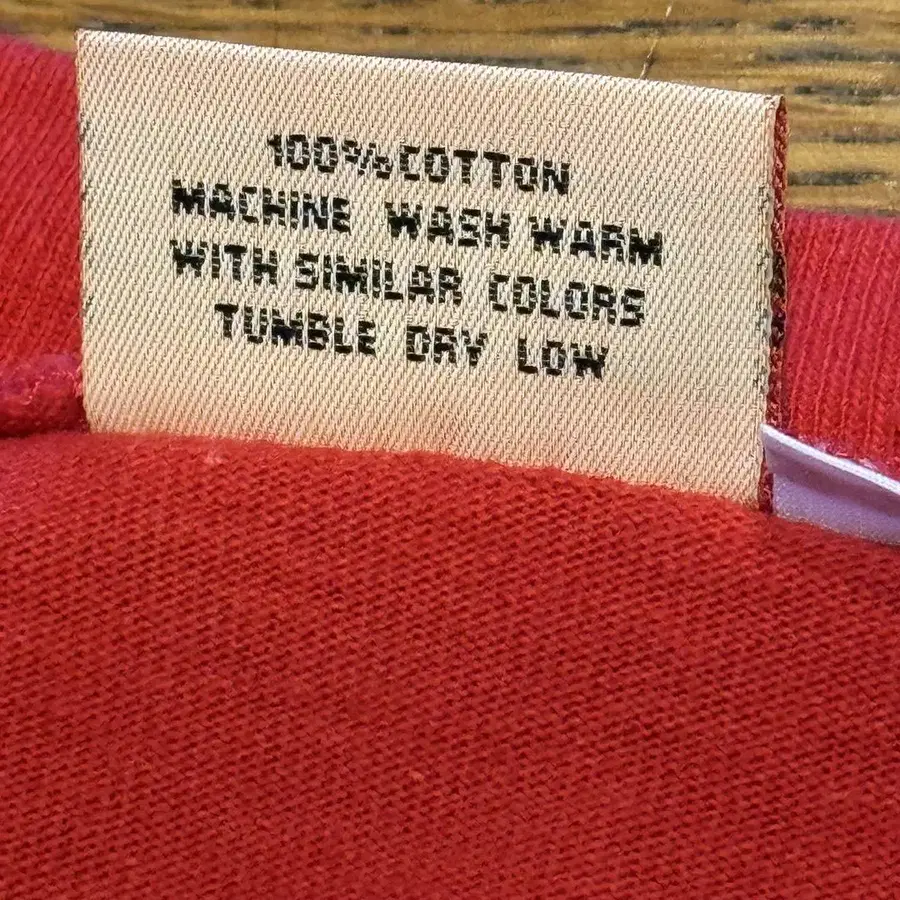 100% COTTON
MACHINE WASH WARM
WITH SIMILAR COLORS
TUMBLE DRY LOW